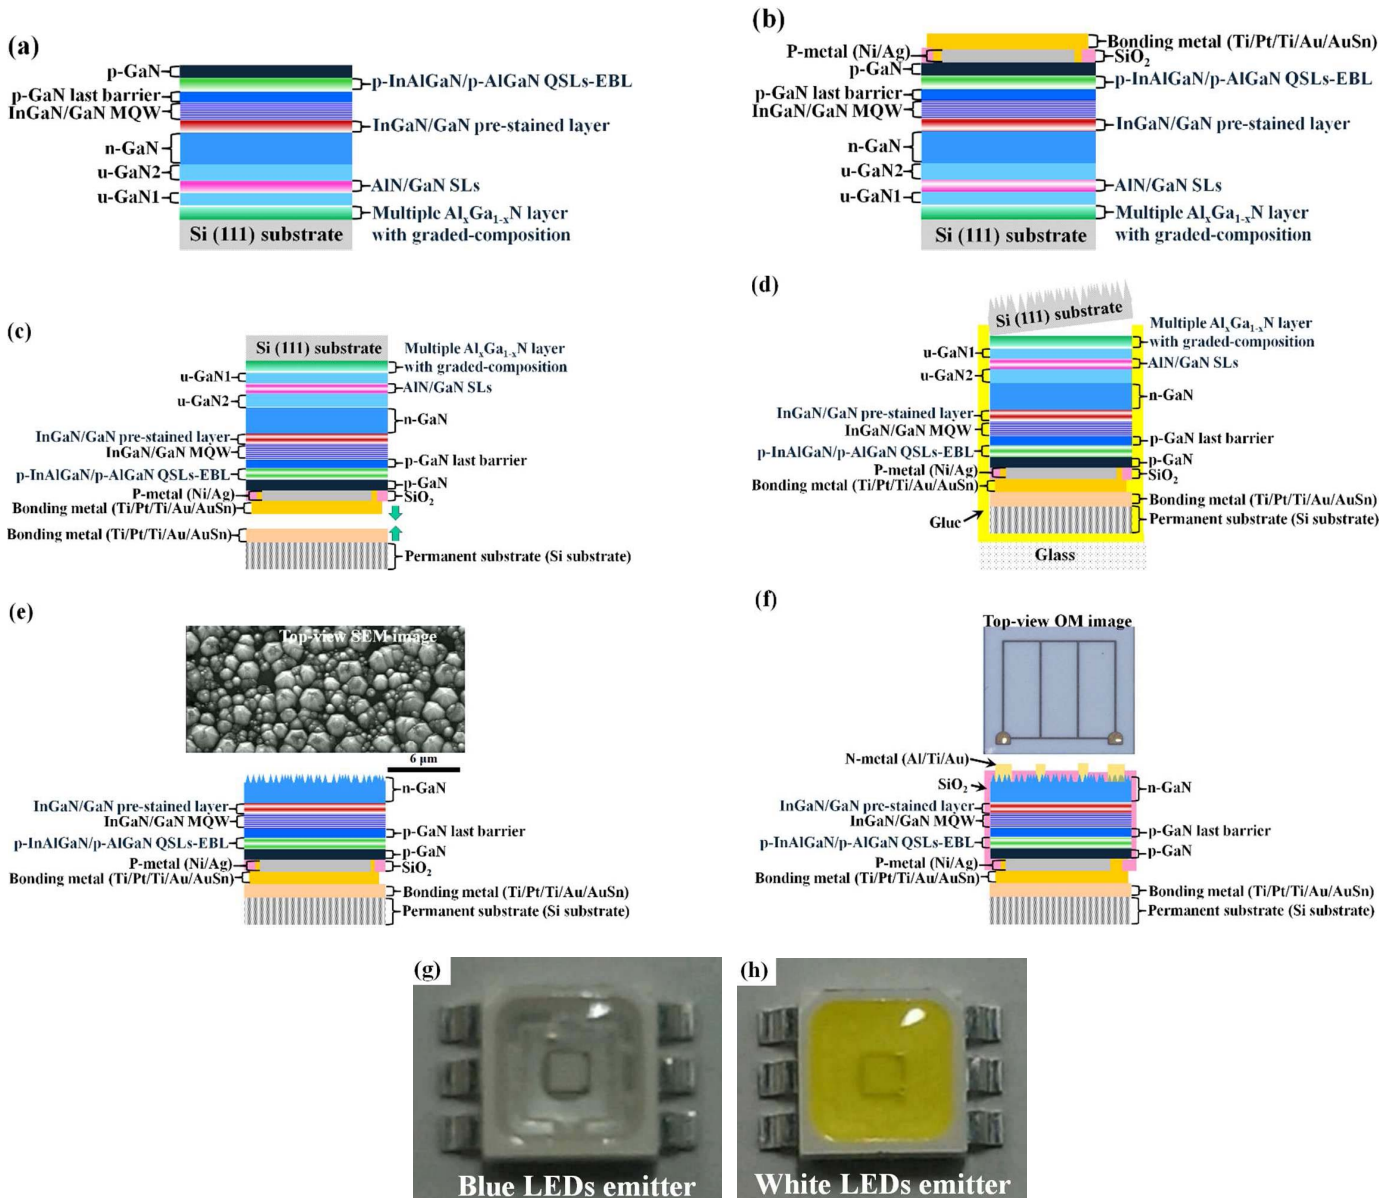 (a)
p-GaN
p-InAlGaN/p-AlGaN QSLs-EBL
p-GaN last barrier
InGaN/GaN MQW
InGaN/GaN pre-stained layer
n-GaN
u-GaN2
AlN/GaN SLs
u-GaN1
Multiple AlxGa1-xN layer
with graded-composition
Si (111) substrate
(b)
Bonding metal (Ti/Pt/Ti/Au/AuSn)
P-metal (Ni/Ag)
SiO2
p-GaN
p-InAlGaN/p-AlGaN QSLs-EBL
p-GaN last barrier
InGaN/GaN MQW
InGaN/GaN pre-stained layer
n-GaN
u-GaN2
AlN/GaN SLs
u-GaN1
Multiple AlxGa1-xN layer
with graded-composition
Si (111) substrate
(c)
Si (111) substrate
Multiple AlxGa1-xN layer
with graded-composition
u-GaN1
AlN/GaN SLs
u-GaN2
n-GaN
InGaN/GaN pre-stained layer
InGaN/GaN MQW
p-GaN last barrier
p-InAlGaN/p-AlGaN QSLs-EBL
p-GaN
P-metal (Ni/Ag)
SiO2
Bonding metal (Ti/Pt/Ti/Au/AuSn)
Bonding metal (Ti/Pt/Ti/Au/AuSn)
Permanent substrate (Si substrate)
(d)
Si (111) substrate
Multiple AlxGa1-xN layer
with graded-composition
u-GaN1
AlN/GaN SLs
u-GaN2
n-GaN
InGaN/GaN pre-stained layer
InGaN/GaN MQW
p-GaN last barrier
p-InAlGaN/p-AlGaN QSLs-EBL
p-GaN
P-metal (Ni/Ag)
SiO2
Bonding metal (Ti/Pt/Ti/Au/AuSn)
Bonding metal (Ti/Pt/Ti/Au/AuSn)
Glue
Permanent substrate (Si substrate)
Glass
(e)
Top-view SEM image
6 μm
n-GaN
InGaN/GaN pre-stained layer
InGaN/GaN MQW
p-GaN last barrier
p-InAlGaN/p-AlGaN QSLs-EBL
p-GaN
P-metal (Ni/Ag)
SiO2
Bonding metal (Ti/Pt/Ti/Au/AuSn)
Bonding metal (Ti/Pt/Ti/Au/AuSn)
Permanent substrate (Si substrate)
(f)
Top-view OM image
N-metal (Al/Ti/Au)
SiO2
n-GaN
InGaN/GaN pre-stained layer
InGaN/GaN MQW
p-GaN last barrier
p-InAlGaN/p-AlGaN QSLs-EBL
p-GaN
P-metal (Ni/Ag)
Bonding metal (Ti/Pt/Ti/Au/AuSn)
Bonding metal (Ti/Pt/Ti/Au/AuSn)
Permanent substrate (Si substrate)
(g)
Blue LEDs emitter
(h)
White LEDs emitter